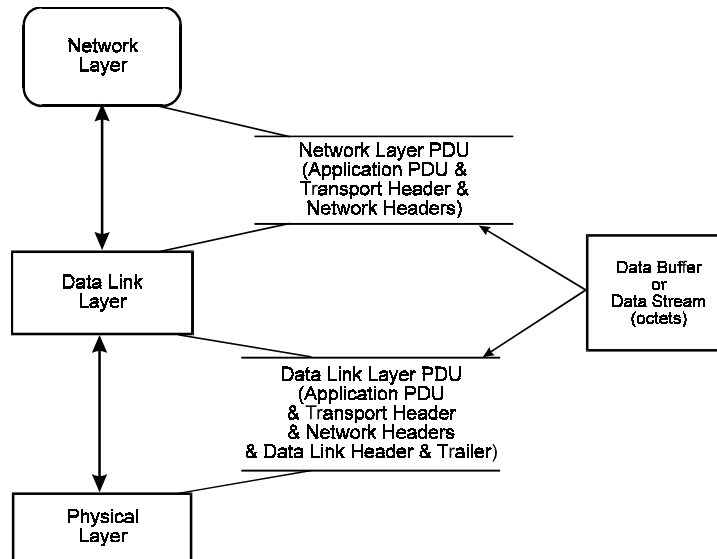 Network
Layer
Network Layer PDU
(Application PDU &
Transport Header &
Network Headers)
Data Link
Layer
Data Buffer
or
Data Stream
(octets)
Data Link Layer PDU
(Application PDU
& Transport Header
& Network Headers
& Data Link Header & Trailer)
Physical
Layer